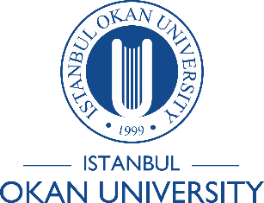 ISTANBUL OKAN UNIVERSITY
• 1999 •
ISTANBUL
OKAN UNIVERSITY